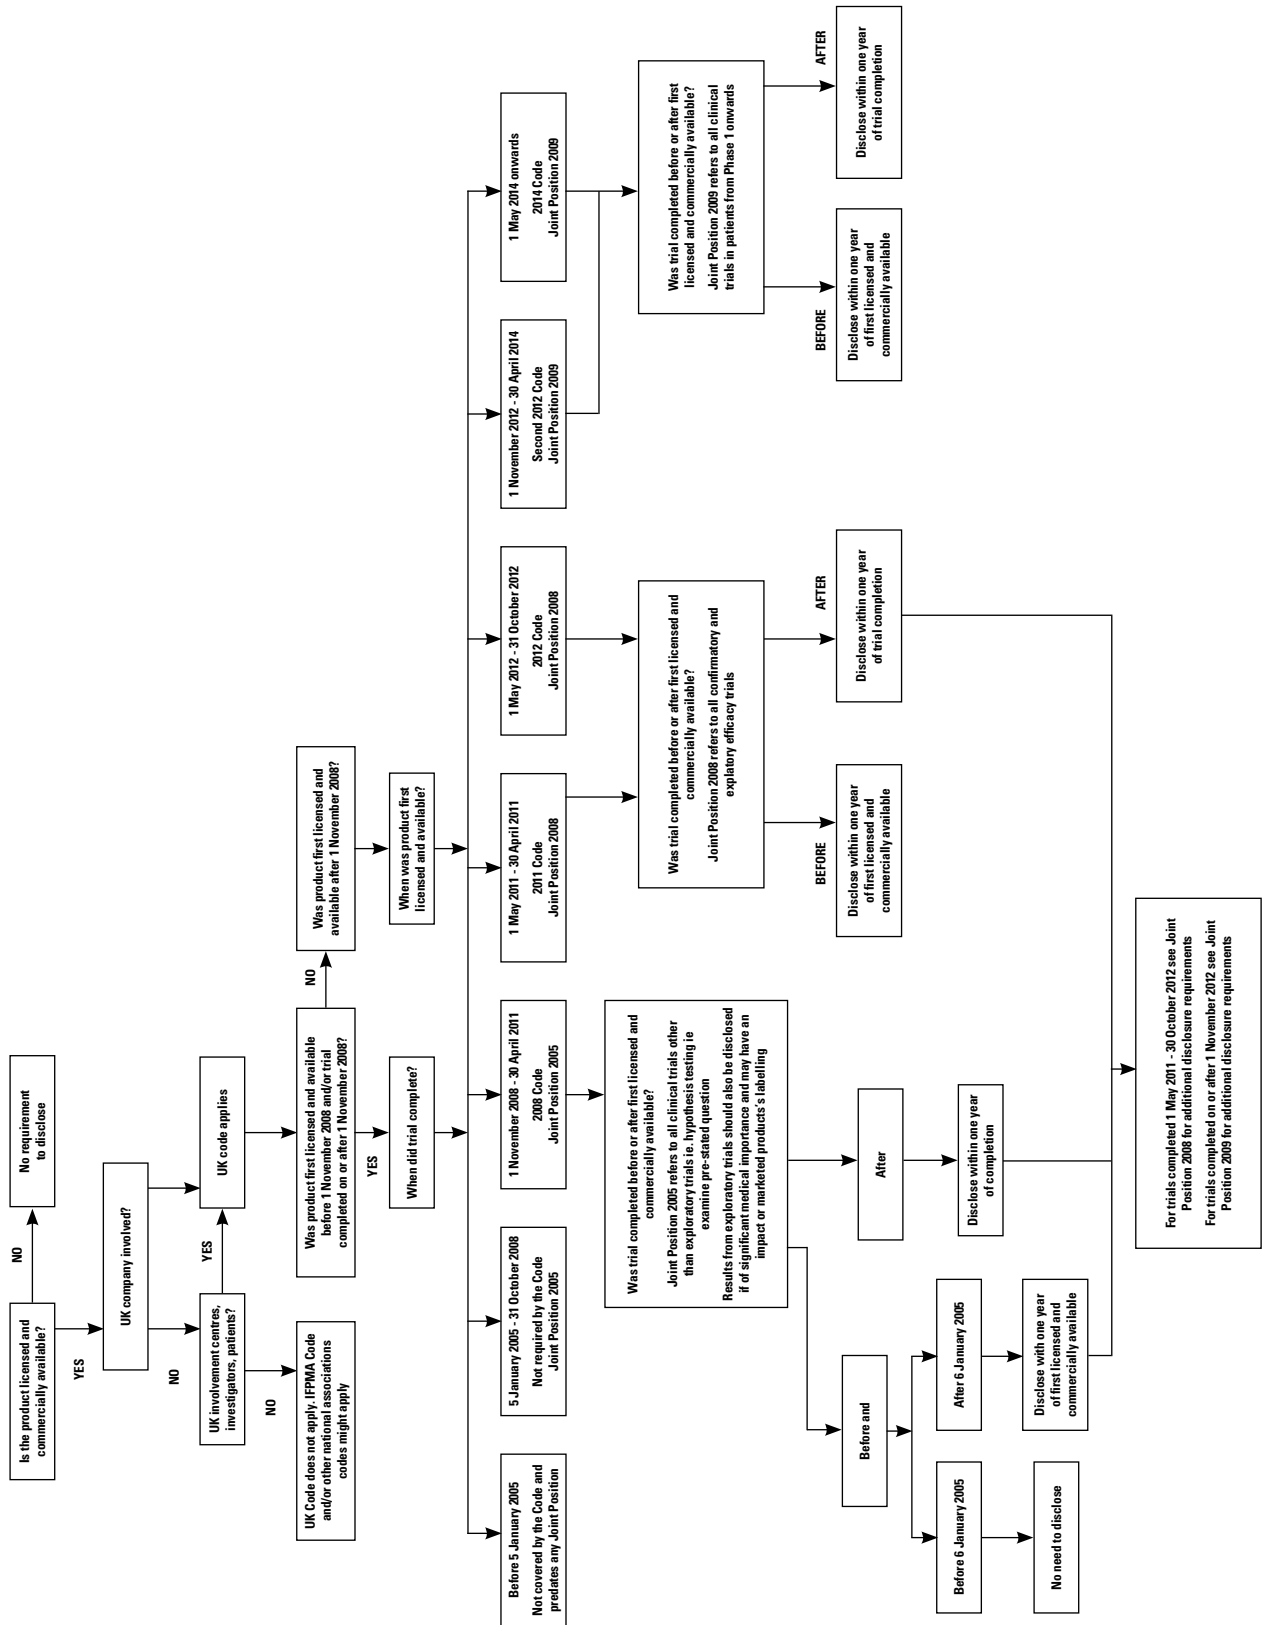 Is the product licensed and
commercially available?
NO
No requirement
to disclose
YES
UK company involved?
NO
UK involvement centres,
investigators, patients?
YES
UK code applies
NO
UK Code does not apply. IFPMA Code
and/or other national associations
codes might apply
Was product first licensed and available
before 1 November 2008 and/or trial
completed on or after 1 November 2008?
NO
Was product first licensed and
available after 1 November 2008?
YES
When did trial complete?
When was product first
licensed and available?
Before 5 January 2005
Not covered by the Code and
predates any Joint Position
5 January 2005 - 31 October 2008
Not required by the Code
Joint Position 2005
1 November 2008 - 30 April 2011
2008 Code
Joint Position 2005
1 May 2011 - 30 April 2011
2011 Code
Joint Position 2008
1 May 2012 - 31 October 2012
2012 Code
Joint Position 2008
1 November 2012 - 30 April 2014
Second 2012 Code
Joint Position 2009
1 May 2014 onwards
2014 Code
Joint Position 2009
Was trial completed before or after first licensed and
commercially available?
Joint Position 2005 refers to all clinical trials other
than exploratory trials ie. hypothesis testing ie
examine pre-stated question
Results from exploratory trials should also be disclosed
if of significant medical importance and may have an
impact or marketed products's labelling
Was trial completed before or after first licensed and
commercially available?
Joint Position 2008 refers to all confirmatory and
explatory efficacy trials
Was trial completed before or after first
licensed and commercially available?
Joint Position 2009 refers to all clinical
trials in patients from Phase 1 onwards
Before and
After
BEFORE
AFTER
BEFORE
AFTER
Before 6 January 2005
After 6 January 2005
Disclose within one year
of completion
Disclose within one year
of first licensed and
commercially available
Disclose within one year
of trial completion
Disclose within one year
of first licensed and
commercially available
Disclose within one year
of trial completion
No need to disclose
Disclose with one year
of first licensed and
commercially available
For trials completed 1 May 2011 - 30 October 2012 see Joint
Position 2008 for additional disclosure requirements
For trials completed on or after 1 November 2012 see Joint
Position 2009 for additional disclosure requirements